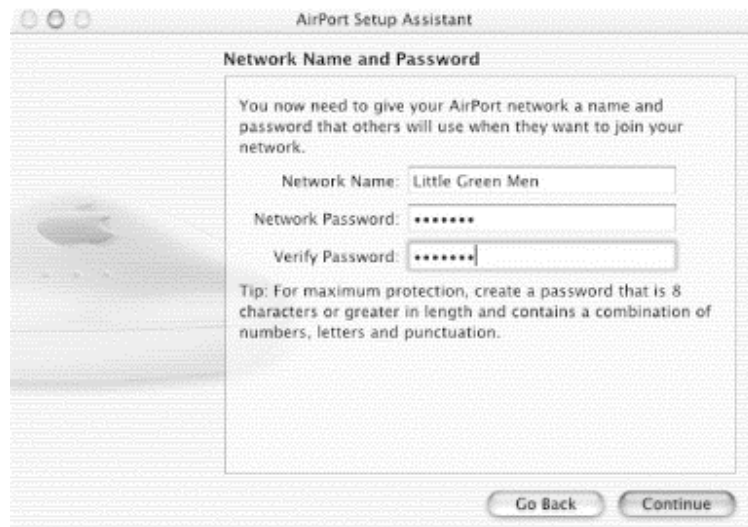 AirPort Setup Assistant
Network Name and Password
You now need to give your AirPort network a name and
password that others will use when they want to join your
network.
Network Name: Little Green Men
Network Password: •••••••
Verify Password: •••••••
Tip: For maximum protection, create a password that is 8
characters or greater in length and contains a combination of
numbers, letters and punctuation.
Go Back Continue